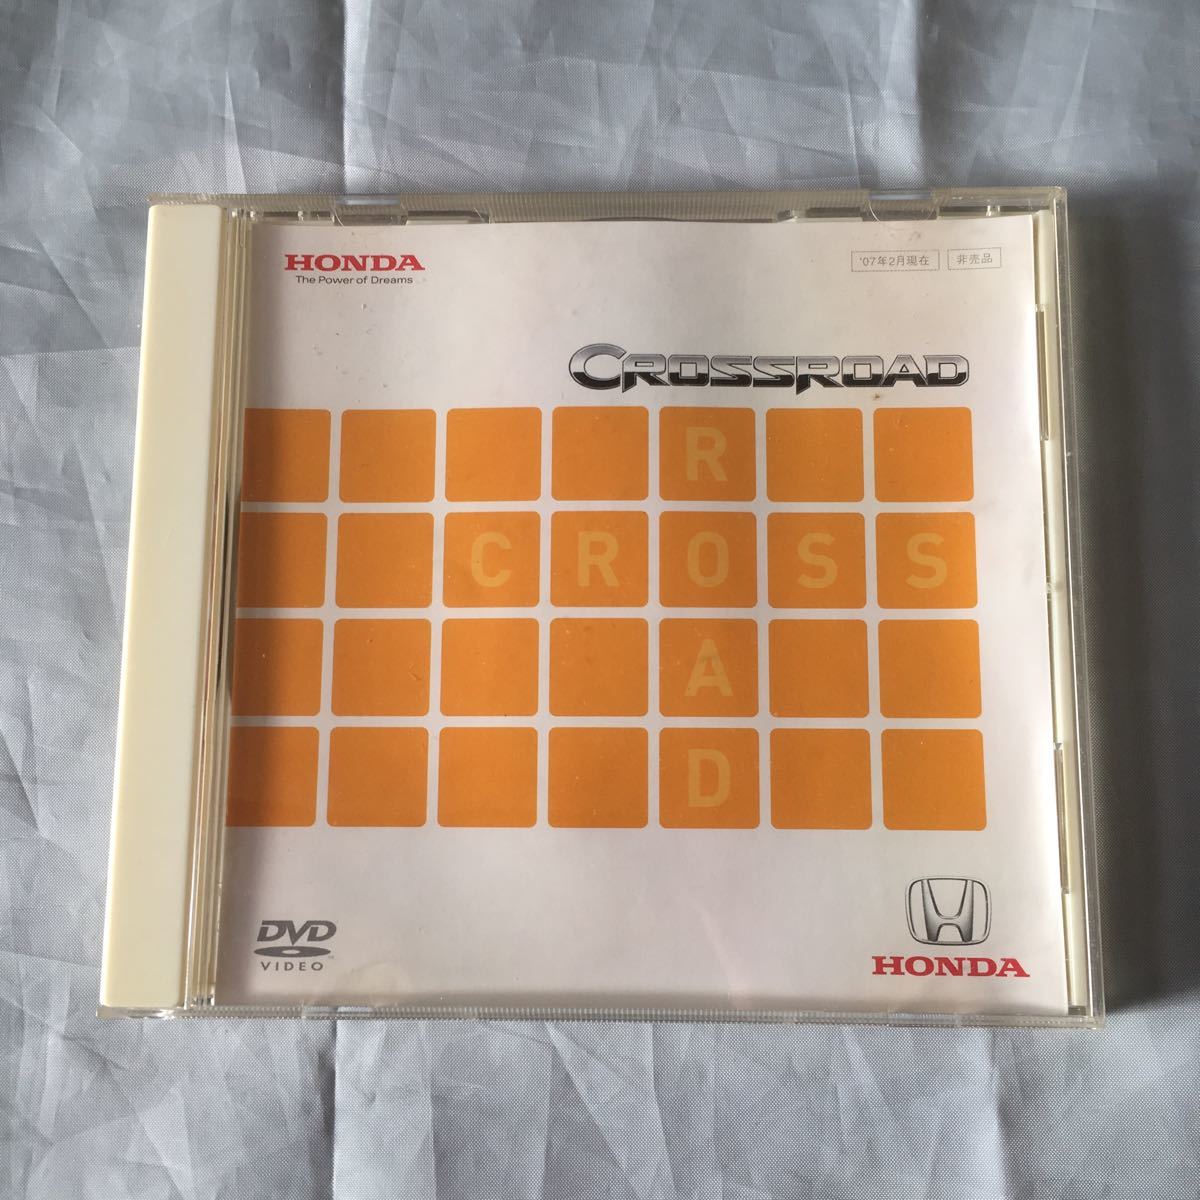 HONDA
The Power of Dreams
'07年2月現在 非売品
CROSSROAD
R
CROSS
A
D
DVD
VIDEO
HONDA